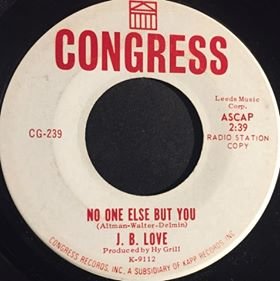 CONGRESS
Leeds Music
Corp.
ASCAP
2:39
RADIO STATION
COPY
CG-239
NO ONE ELSE BUT YOU
(Altman-Walter-Delmin)
J. B. LOVE
Produced by Hy Grill
K-9112
CONGRESS RECORDS, INC. A SUBSIDIARY OF KAPP RECORDS, INC.